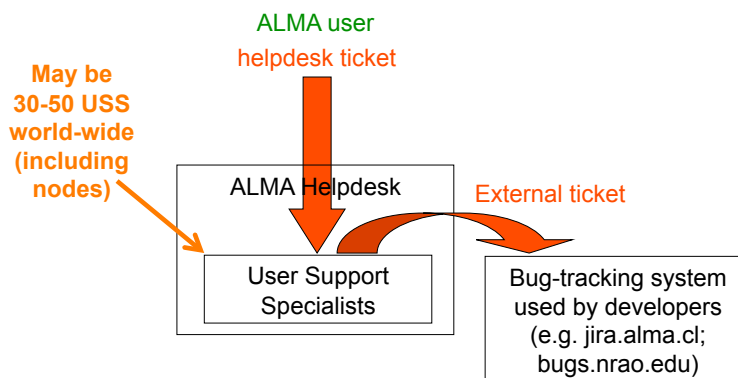 ALMA user
helpdesk ticket
May be
30-50 USS
world-wide
(including
nodes)
ALMA Helpdesk
External ticket
User Support
Specialists
Bug-tracking system
used by developers
(e.g. jira.alma.cl;
bugs.nrao.edu)